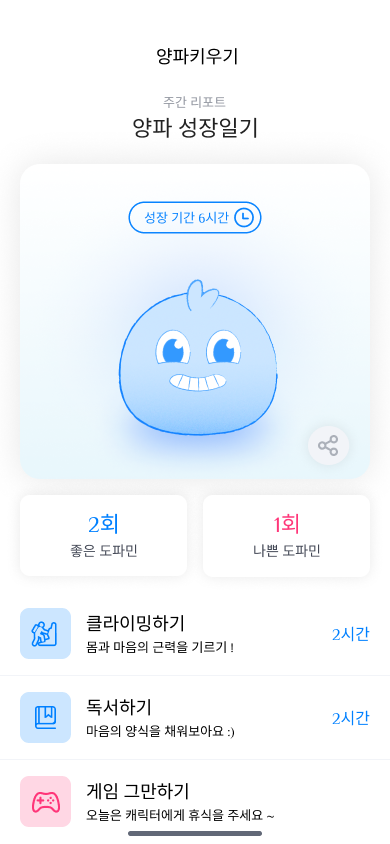 양파키우기
주간 리포트
양파 성장일기
성장 기간 6시간
2회
좋은 도파민
1회
나쁜 도파민
클라이밍하기
몸과 마음의 근력을 기르기 !
2시간
독서하기
마음의 양식을 채워보아요 :)
2시간
게임 그만하기
오늘은 캐릭터에게 휴식을 주세요 ~